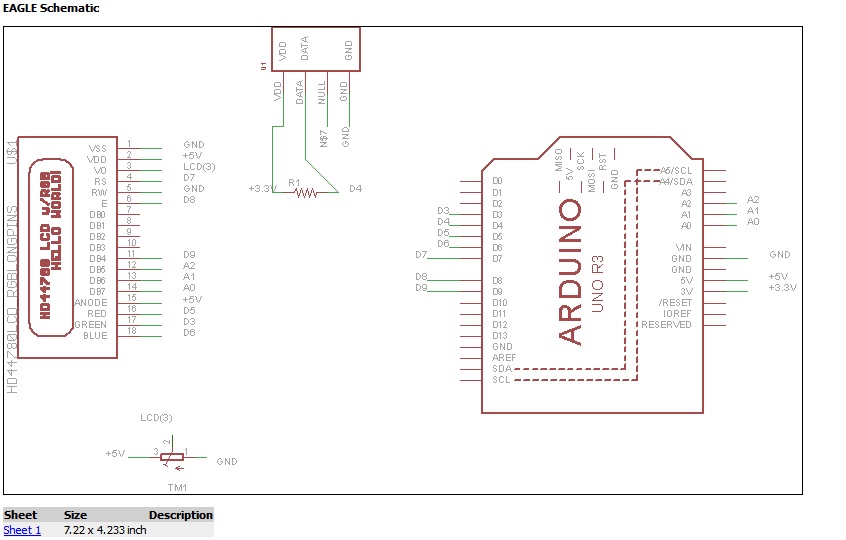 EAGLE Schematic
VDD
DATA
GND
U1
VDD
DATA
NULL
GND
N$7
GND
+3.3V
R1
D4
U$1
HD44780LCD_RGBLONGPINS
HD44780 LCD W/RGB
HELLO WORLD!
VSS 1 GND
VDD 2 +5V
VO 3 LCD(3)
RS 4 D7
RW 5 GND
E 6 D8
DB0 7
DB1 8
DB2 9
DB3 10
DB4 11 D9
DB5 12 A2
DB6 13 A1
DB7 14 A0
ANODE 15 +5V
RED 16 D5
GREEN 17 D3
BLUE 18 D6
LCD(3)
+5V 3 2 1 GND
TM1
MISO
5V
SCK
MOSI
RST
GND
ARDUINO
UNO R3
D0
D1
D2
D3 D3
D4 D4
D5 D5
D6 D6
D7 D7
D8 D8
D9 D9
D10
D11
D12
D13
GND
AREF
SDA
SCL
A5/SCL
A4/SDA
A3
A2 A2
A1 A1
A0 A0
VIN
GND GND
GND
5V +5V
3V +3.3V
/RESET
IOREF
RESERVED
Sheet Size Description
Sheet 1 7.22 x 4.233 inch